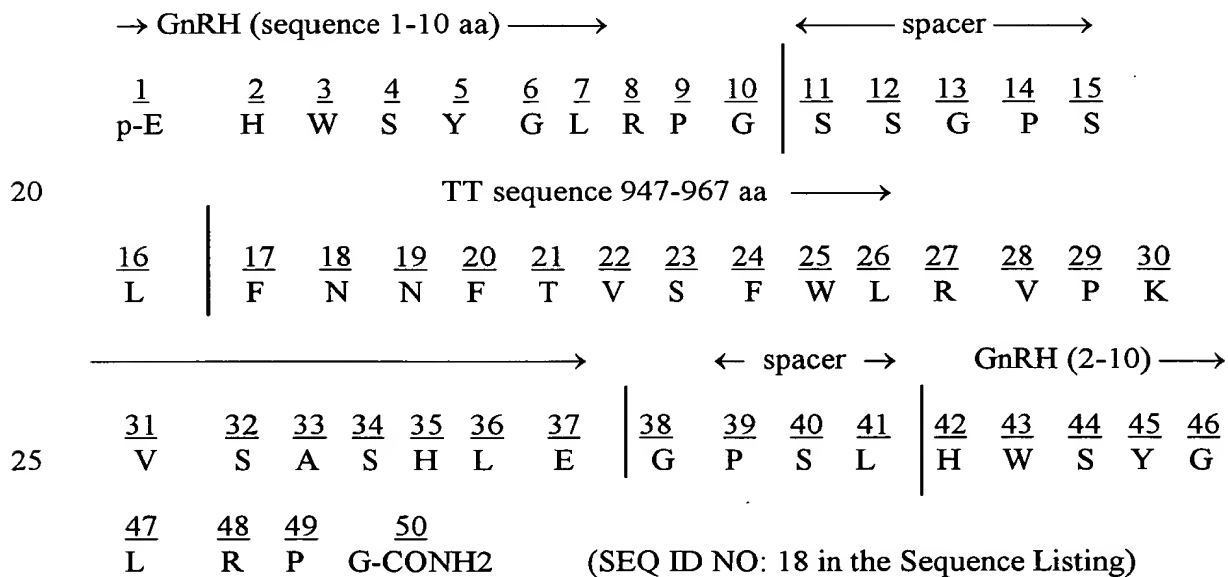 → GnRH (sequence 1-10 aa) ⟶ ⟵ spacer ⟶
1 2 3 4 5 6 7 8 9 10 11 12 13 14 15
p-E H W S Y G L R P G S S G P S
20 TT sequence 947-967 aa ⟶
16 17 18 19 20 21 22 23 24 25 26 27 28 29 30
L F N N F T V S F W L R V P K
⟶ ← spacer → GnRH (2-10) ⟶
31 32 33 34 35 36 37 38 39 40 41 42 43 44 45 46
25 V S A S H L E G P S L H W S Y G
47 48 49 50
L R P G-CONH2 (SEQ ID NO: 18 in the Sequence Listing)